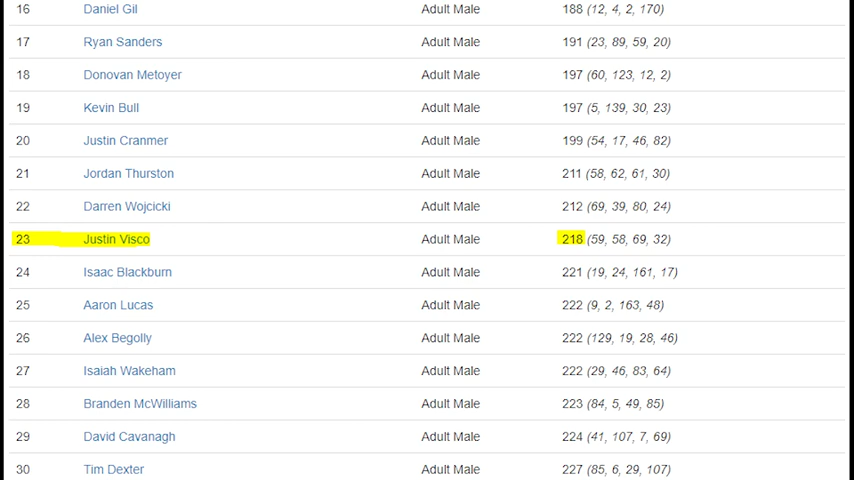 16 Daniel Gil Adult Male 188 (12, 4, 2, 170)
17 Ryan Sanders Adult Male 191 (23, 89, 59, 20)
18 Donovan Metoyer Adult Male 197 (60, 123, 12, 2)
19 Kevin Bull Adult Male 197 (5, 139, 30, 23)
20 Justin Cranmer Adult Male 199 (54, 17, 46, 82)
21 Jordan Thurston Adult Male 211 (58, 62, 61, 30)
22 Darren Wojcicki Adult Male 212 (69, 39, 80, 24)
23 Justin Visco Adult Male 218 (59, 58, 69, 32)
24 Isaac Blackburn Adult Male 221 (19, 24, 161, 17)
25 Aaron Lucas Adult Male 222 (9, 2, 163, 48)
26 Alex Begolly Adult Male 222 (129, 19, 28, 46)
27 Isaiah Wakeham Adult Male 222 (29, 46, 83, 64)
28 Branden McWilliams Adult Male 223 (84, 5, 49, 85)
29 David Cavanagh Adult Male 224 (41, 107, 7, 69)
30 Tim Dexter Adult Male 227 (85, 6, 29, 107)